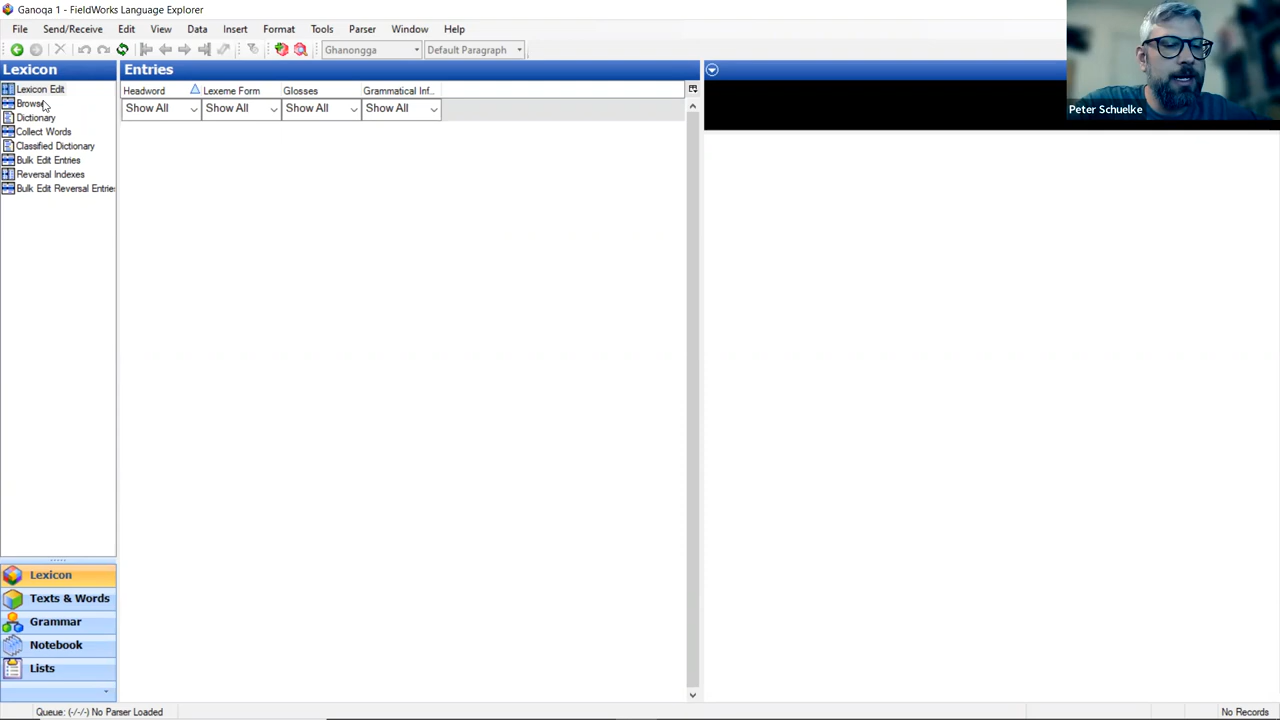 Ganoqa 1 - FieldWorks Language Explorer
File Send/Receive Edit View Insert Data Format Tools Parser Window Help
Ghanongga Default Paragraph
Lexicon
Lexicon Edit
Browse
Dictionary
Collect Words
Classified Dictionary
Bulk Edit Entries
Reversal Indexes
Bulk Edit Reversal Entrie
Entries
Headword Lexeme Form Glosses Grammatical Inf..
Show All Show All Show All Show All
Peter Schuelke
Lexicon
Texts & Words
Grammar
Notebook
Lists
Queue: (-/-/-) No Parser Loaded
No Records